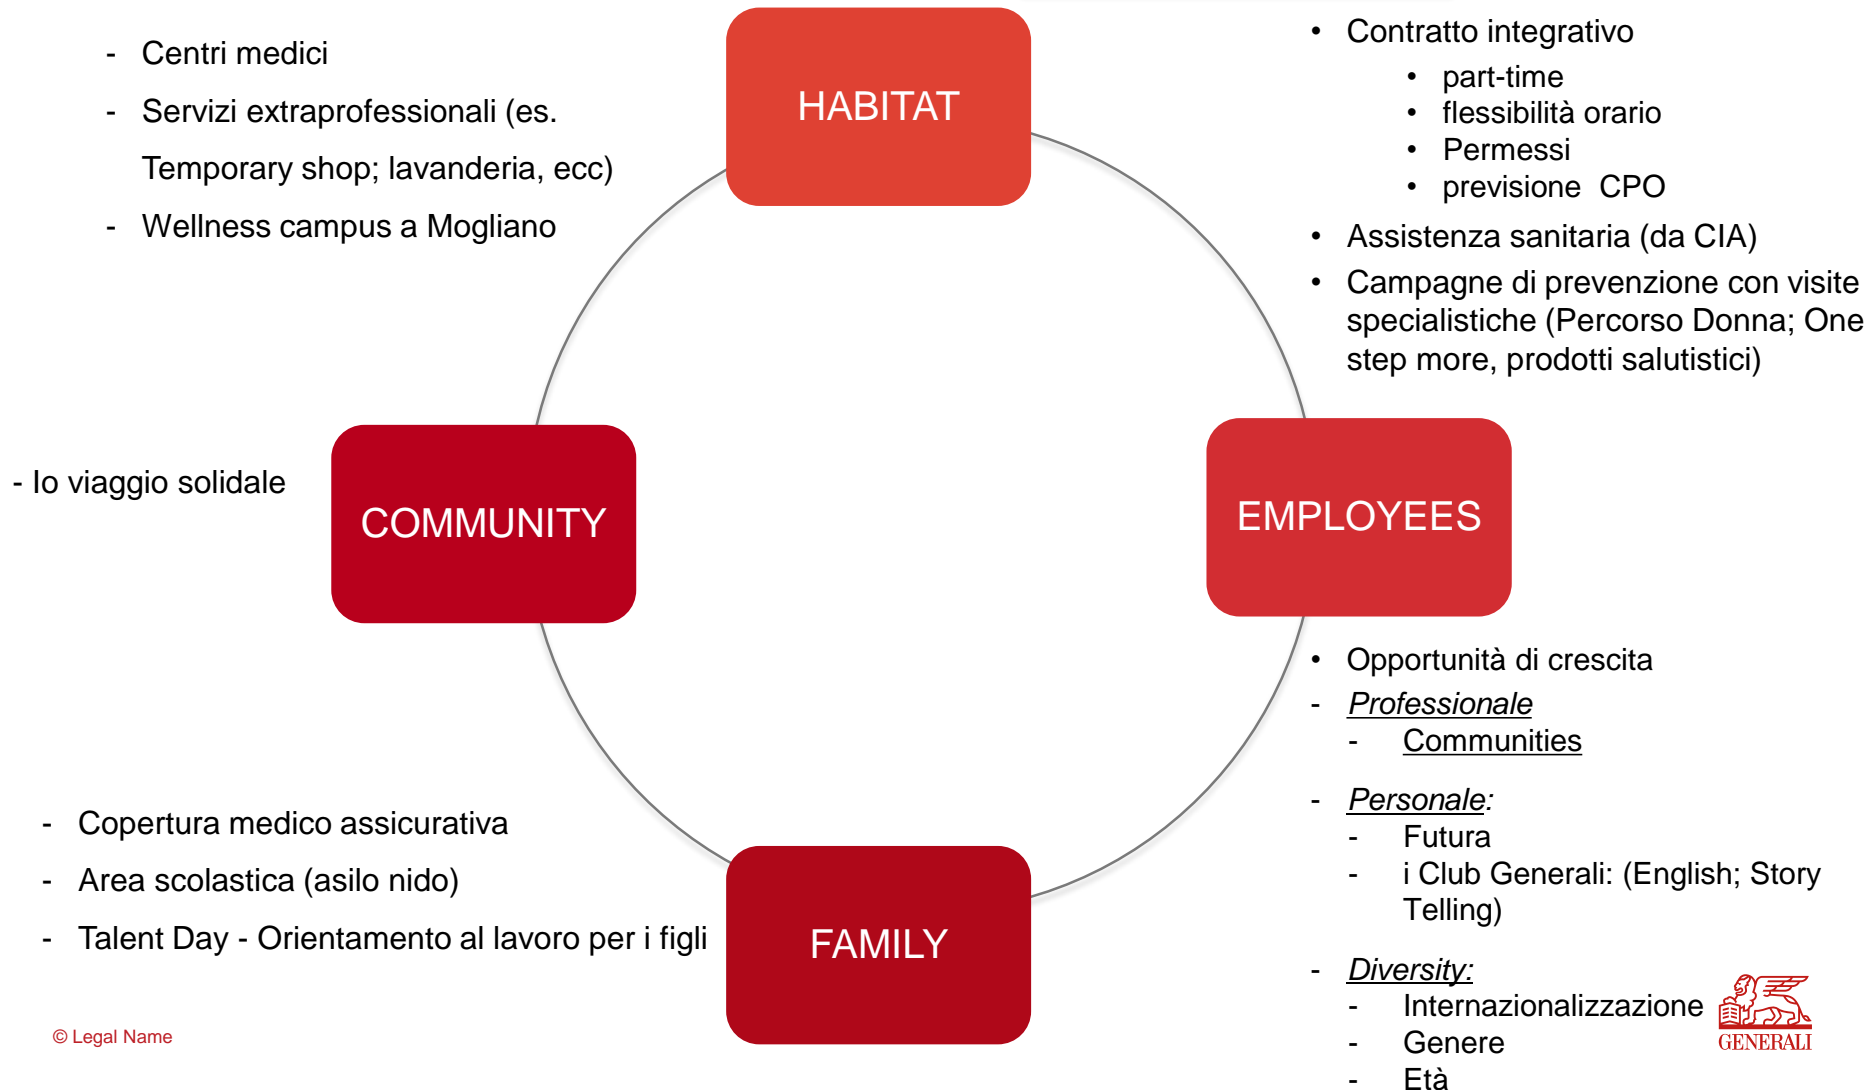 HABITAT
- Centri medici
- Servizi extraprofessionali (es.
Temporary shop; lavanderia, ecc)
- Wellness campus a Mogliano
• Contratto integrativo
• part-time
• flessibilità orario
• Permessi
• previsione CPO
• Assistenza sanitaria (da CIA)
• Campagne di prevenzione con visite
specialistiche (Percorso Donna; One
step more, prodotti salutistici)
- Io viaggio solidale
COMMUNITY
EMPLOYEES
• Opportunità di crescita
- Professionale
- Communities
- Personale:
- Futura
- i Club Generali: (English; Story
Telling)
- Diversity:
- Internazionalizzazione
- Genere
- Età
- Copertura medico assicurativa
- Area scolastica (asilo nido)
- Talent Day - Orientamento al lavoro per i figli
FAMILY
© Legal Name
GENERALI